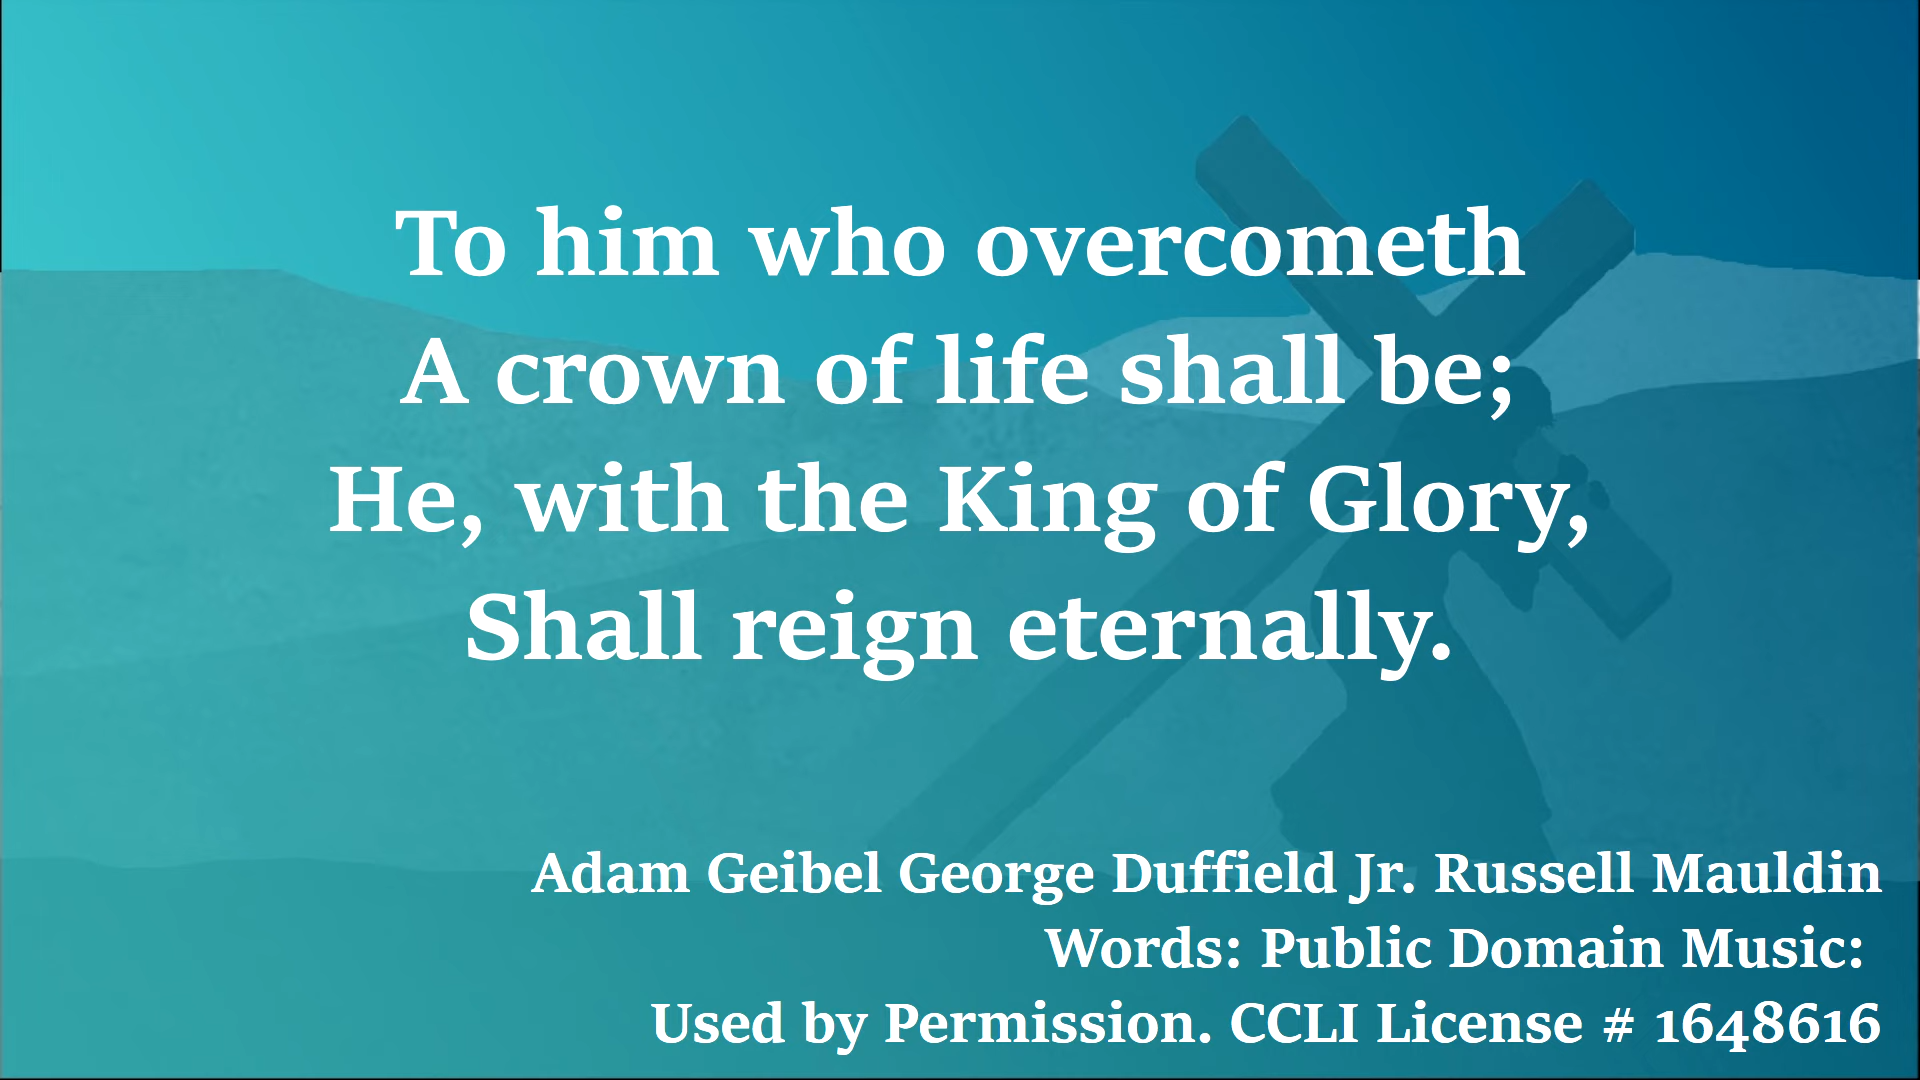 To him who overcometh
A crown of life shall be;
He, with the King of Glory,
Shall reign eternally.
Adam Geibel George Duffield Jr. Russell Mauldin
Words: Public Domain Music:
Used by Permission. CCLI License # 1648616